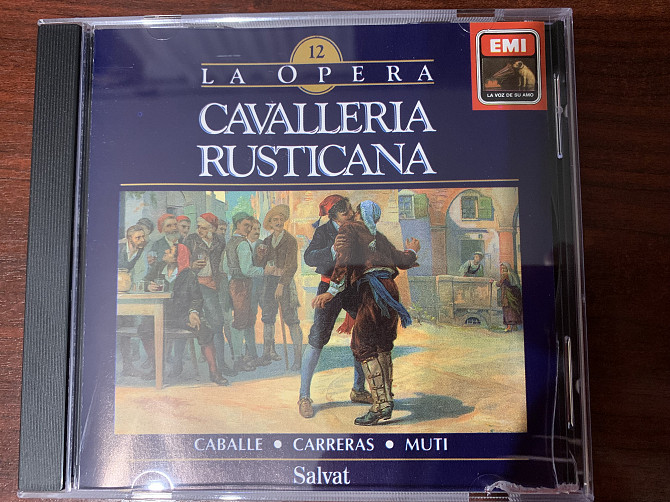 12
LA OPERA
EMI
LA VOZ DE SU AMO
CAVALLERIA
RUSTICANA
CABALLE • CARRERAS • MUTI
Salvat